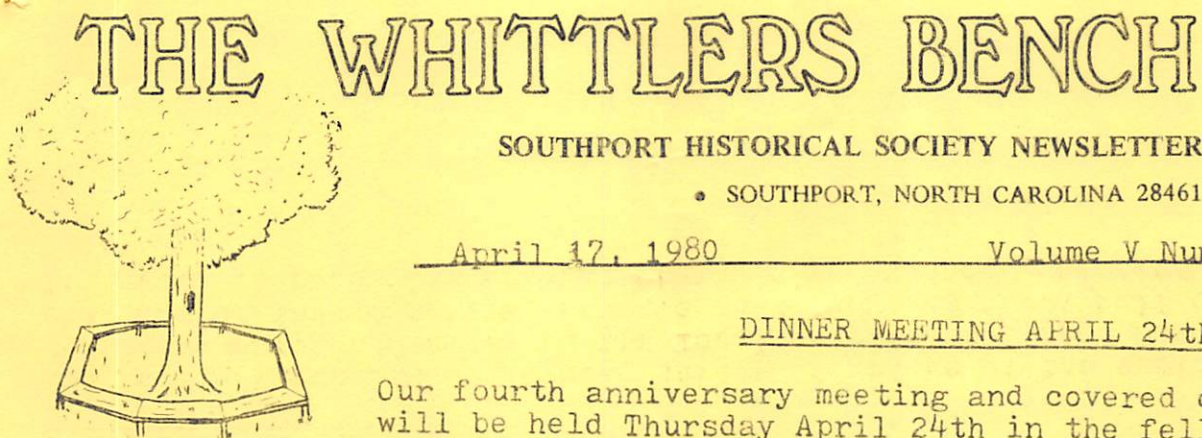 THE WHITTLERS BENCH
SOUTHPORT HISTORICAL SOCIETY NEWSLETTER
• SOUTHPORT, NORTH CAROLINA 28461
April 17, 1980 Volume V
DINNER MEETING APRIL 24th
Our fourth anniversary meeting and covered
will be held Thursday April 24th in the